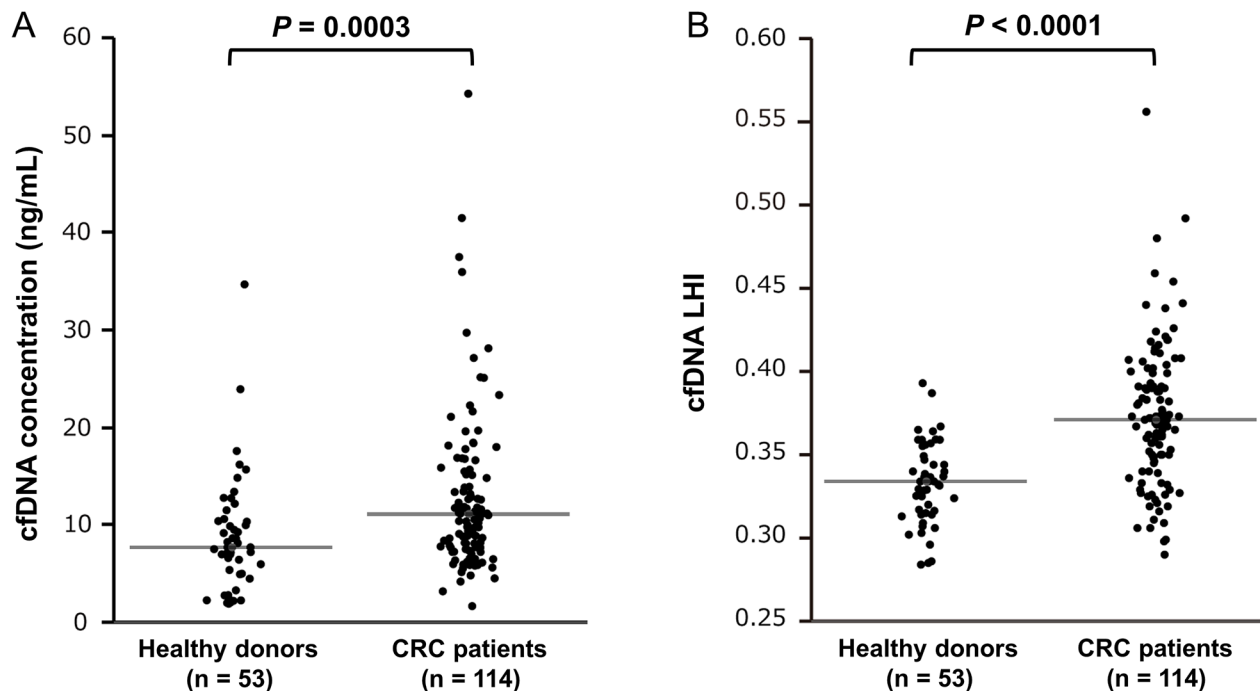 A
P = 0.0003
cfDNA concentration (ng/mL)
60
50
40
30
20
10
0
Healthy donors
(n = 53)
CRC patients
(n = 114)
B
P < 0.0001
cfDNA LHI
0.60
0.55
0.50
0.45
0.40
0.35
0.30
0.25
Healthy donors
(n = 53)
CRC patients
(n = 114)